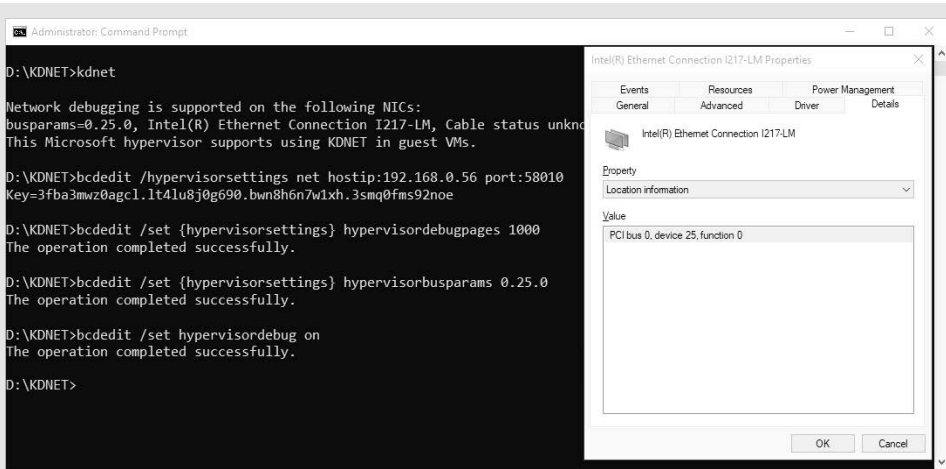 Administrator: Command Prompt
D:\KDNET>kdnet
Network debugging is supported on the following NICs:
busparams=0.25.0, Intel(R) Ethernet Connection I217-LM, Cable status unkno
This Microsoft hypervisor supports using KDNET in guest VMs.
D:\KDNET>bcdedit /hypervisorsettings net hostip:192.168.0.56 port:58010
Key=3fba3mwz0agcl.lt4lu8j0g690.bwn8h6n7w1xh.3smq0fms92noe
D:\KDNET>bcdedit /set {hypervisorsettings} hypervisordebugpages 1000
The operation completed successfully.
D:\KDNET>bcdedit /set {hypervisorsettings} hypervisorbusparams 0.25.0
The operation completed successfully.
D:\KDNET>bcdedit /set hypervisordebug on
The operation completed successfully.
D:\KDNET>
Intel(R) Ethernet Connection I217-LM Properties
Events Resources Power Management
General Advanced Driver Details
Intel(R) Ethernet Connection I217-LM
Property
Location information
Value
PCI bus 0, device 25, function 0
OK Cancel